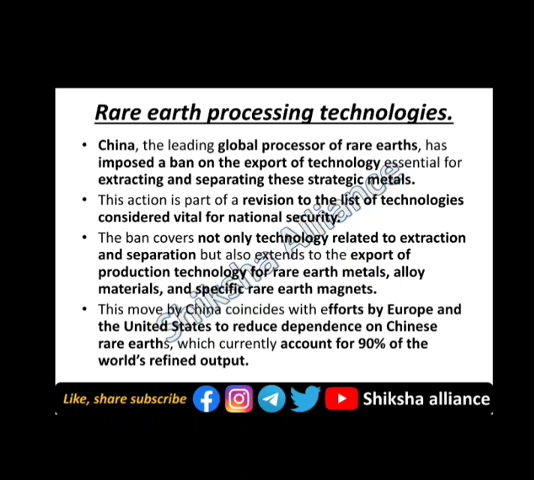 Rare earth processing technologies.
• China, the leading global processor of rare earths, has
imposed a ban on the export of technology essential for
extracting and separating these strategic metals.
• This action is part of a revision to the list of technologies
considered vital for national security.
• The ban covers not only technology related to extraction
and separation but also extends to the export of
production technology for rare earth metals, alloy
materials, and specific rare earth magnets.
• This move by China coincides with efforts by Europe and
the United States to reduce dependence on Chinese
rare earths, which currently account for 90% of the
world's refined output.
Shiksha Alliance
Like, share subscribe
Shiksha alliance